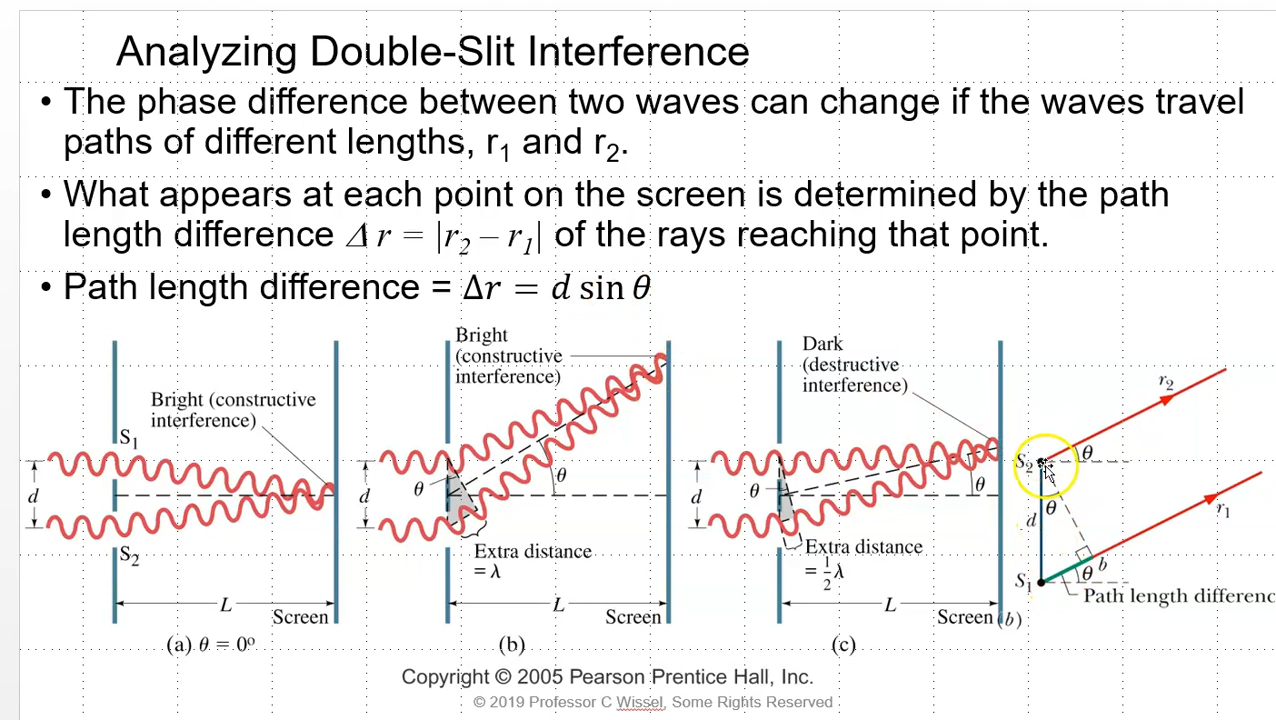 Analyzing Double-Slit Interference
• The phase difference between two waves can change if the waves travel
paths of different lengths, r₁ and r₂.
• What appears at each point on the screen is determined by the path
length difference Δ r = |r₂ – r₁| of the rays reaching that point.
• Path length difference = Δr = d sin θ
Bright (constructive
interference)
S₁
d
S₂
L
Screen
(a) θ = 0°
Bright
(constructive
interference)
θ
θ
d
Extra distance
= λ
L
Screen
(b)
Dark
(destructive
interference)
θ
θ
d
Extra distance
= ½λ
L
Screen
(c)
r₂
S₂
θ
θ
d
r₁
b
S₁
θ
Path length differenc
(b)
Copyright © 2005 Pearson Prentice Hall, Inc.
© 2019 Professor C Wissel, Some Rights Reserved